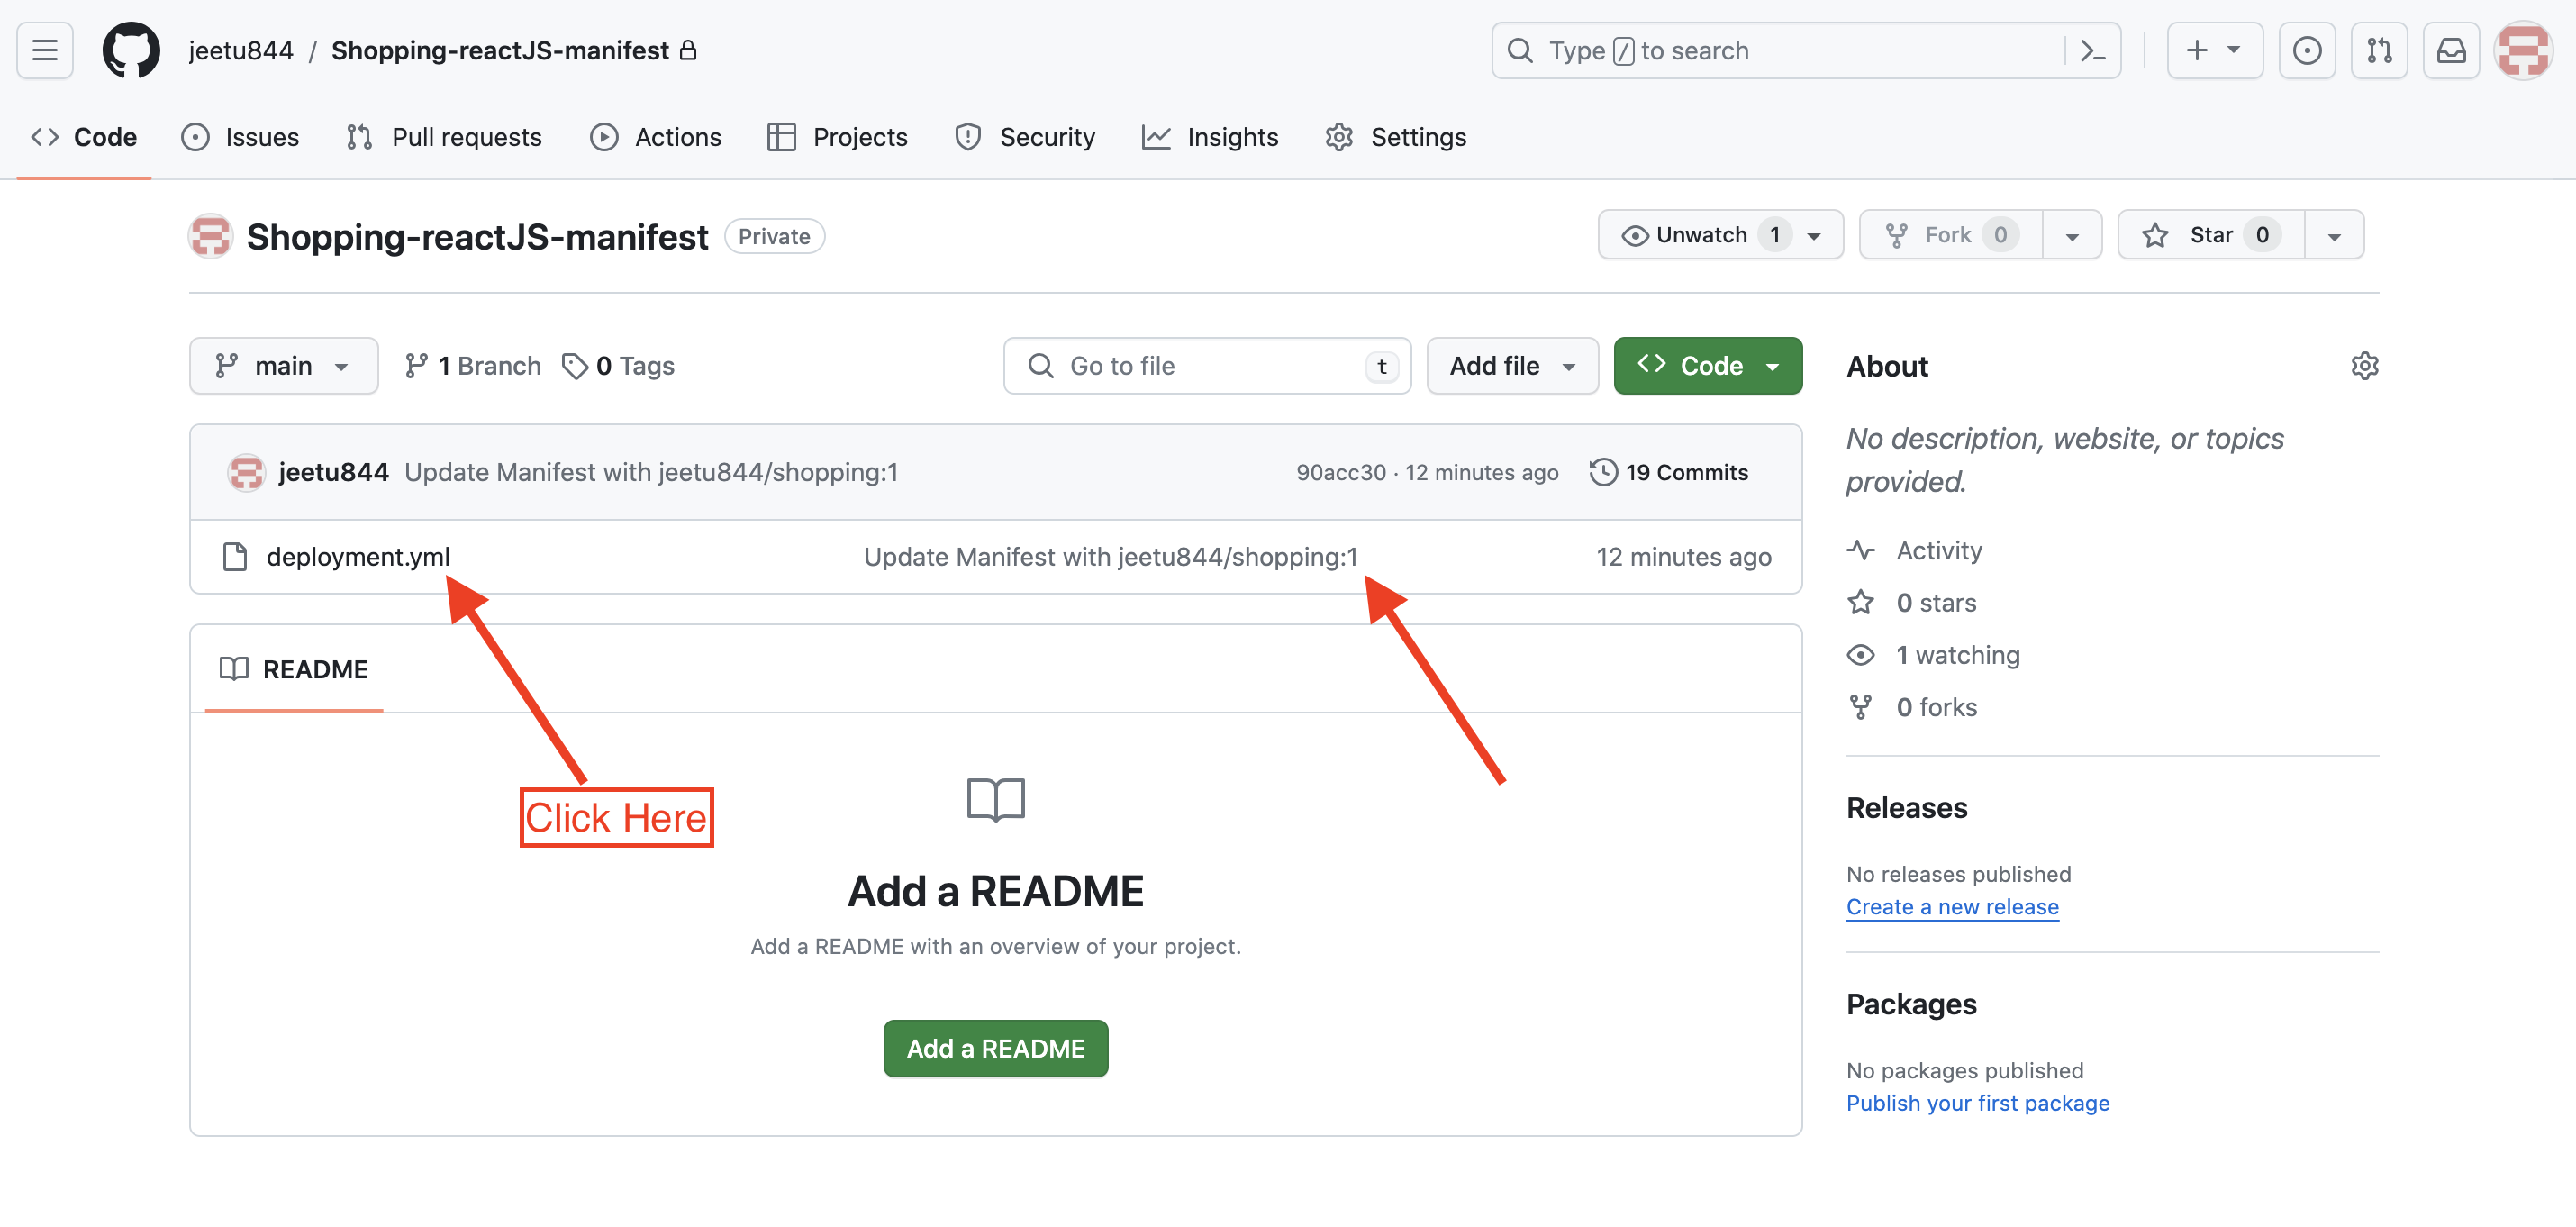 jeetu844 / Shopping-reactJS-manifest
Type / to search
Code Issues Pull requests Actions Projects Security Insights Settings
Shopping-reactJS-manifest Private
Unwatch 1 Fork 0 Star 0
main 1 Branch 0 Tags Go to file t Add file Code
jeetu844 Update Manifest with jeetu844/shopping:1 90acc30 · 12 minutes ago 19 Commits
deployment.yml Update Manifest with jeetu844/shopping:1 12 minutes ago
README
Click Here
Add a README
Add a README with an overview of your project.
Add a README
About
No description, website, or topics
provided.
Activity
0 stars
1 watching
0 forks
Releases
No releases published
Create a new release
Packages
No packages published
Publish your first package